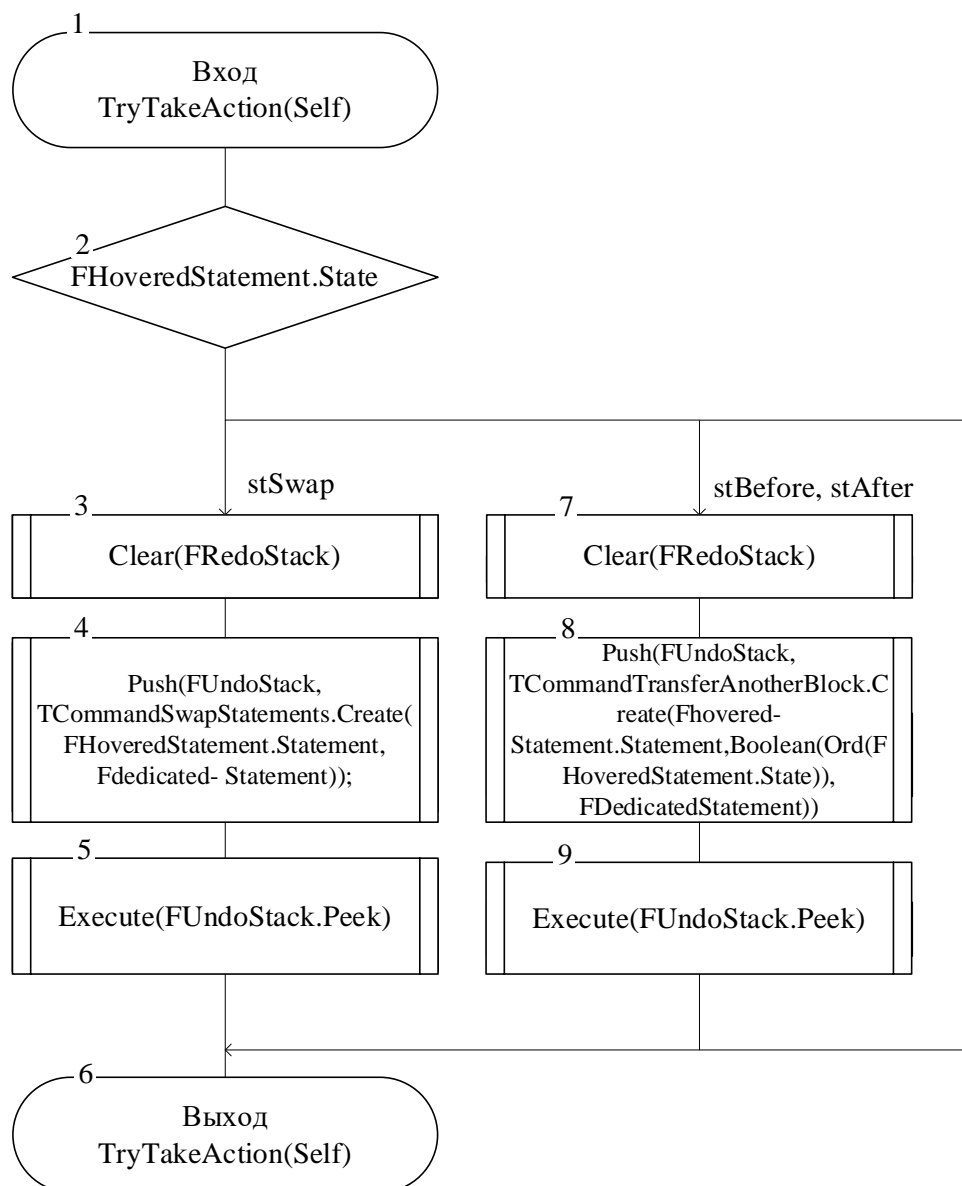 1
Вход
TryTakeAction(Self)
2
FHoveredStatement.State
stSwap
stBefore, stAfter
3
Clear(FRedoStack)
7
Clear(FRedoStack)
4
Push(FUndoStack,
TCommandSwapStatements.Create(
FHoveredStatement.Statement,
Fdedicated- Statement));
8
Push(FUndoStack,
TCommandTransferAnotherBlock.C
reate(Fhovered-
Statement.Statement,Boolean(Ord(F
HoveredStatement.State)),
FDedicatedStatement))
5
Execute(FUndoStack.Peek)
9
Execute(FUndoStack.Peek)
6
Выход
TryTakeAction(Self)